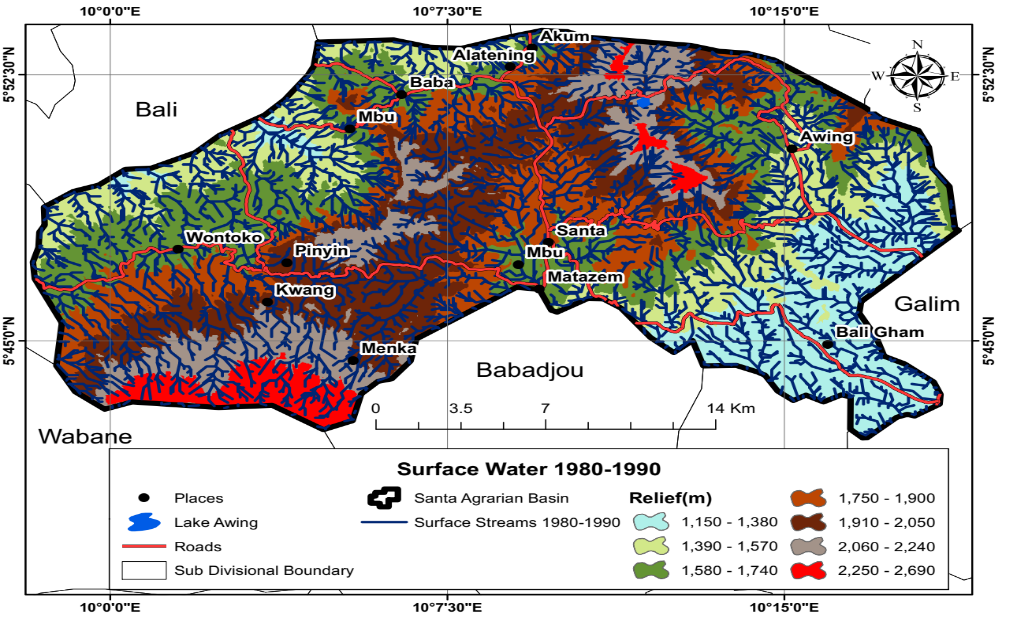 10°0'0"E 10°7'30"E 10°15'0"E
5°52'30"N 5°52'30"N
N
W E
S
Akum
Alatening
Baba
Bali
Mbu
Awing
Wontoko
Santa
Pinyin
Mbu
Matazem
Kwang
Galim
5°45'0"N 5°45'0"N
Bali Gham
Menka
Babadjou
0 3.5 7 14 Km
Wabane
Surface Water 1980-1990
Places
Lake Awing
Roads
Sub Divisional Boundary
Santa Agrarian Basin
Surface Streams 1980-1990
Relief(m)
1,150 - 1,380
1,390 - 1,570
1,580 - 1,740
1,750 - 1,900
1,910 - 2,050
2,060 - 2,240
2,250 - 2,690
10°0'0"E 10°7'30"E 10°15'0"E